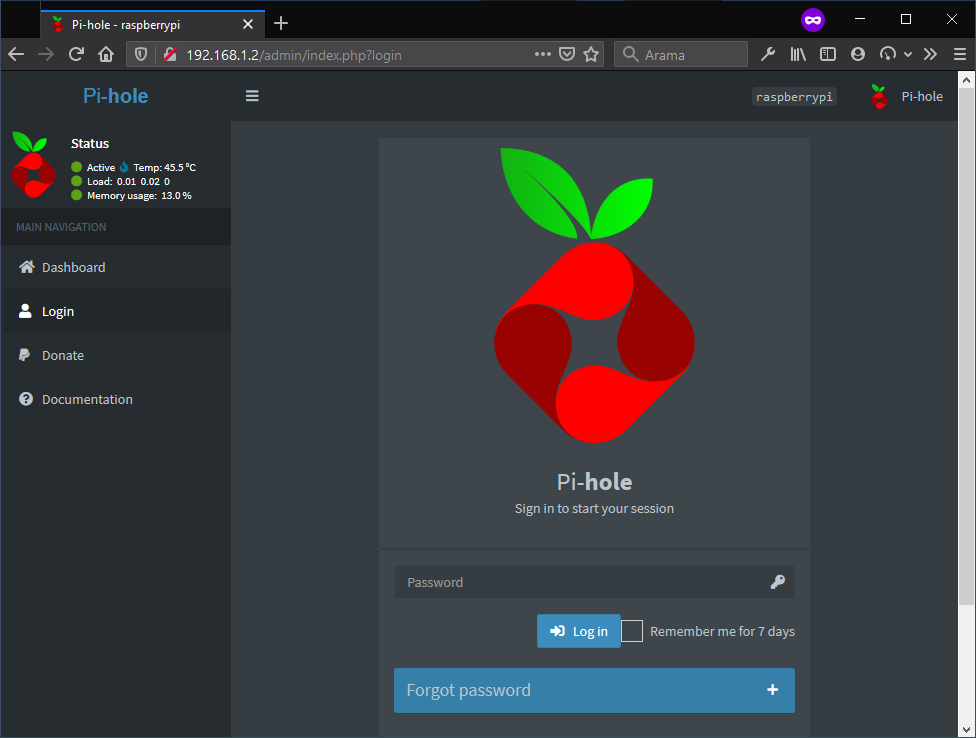 Pi-hole - raspberrypi
192.168.1.2/admin/index.php?login
Arama
Pi-hole
raspberrypi
Pi-hole
Status
Active Temp: 45.5 °C
Load: 0.01 0.02 0
Memory usage: 13.0 %
MAIN NAVIGATION
Dashboard
Login
Donate
Documentation
Pi-hole
Sign in to start your session
Password
Log in
Remember me for 7 days
Forgot password